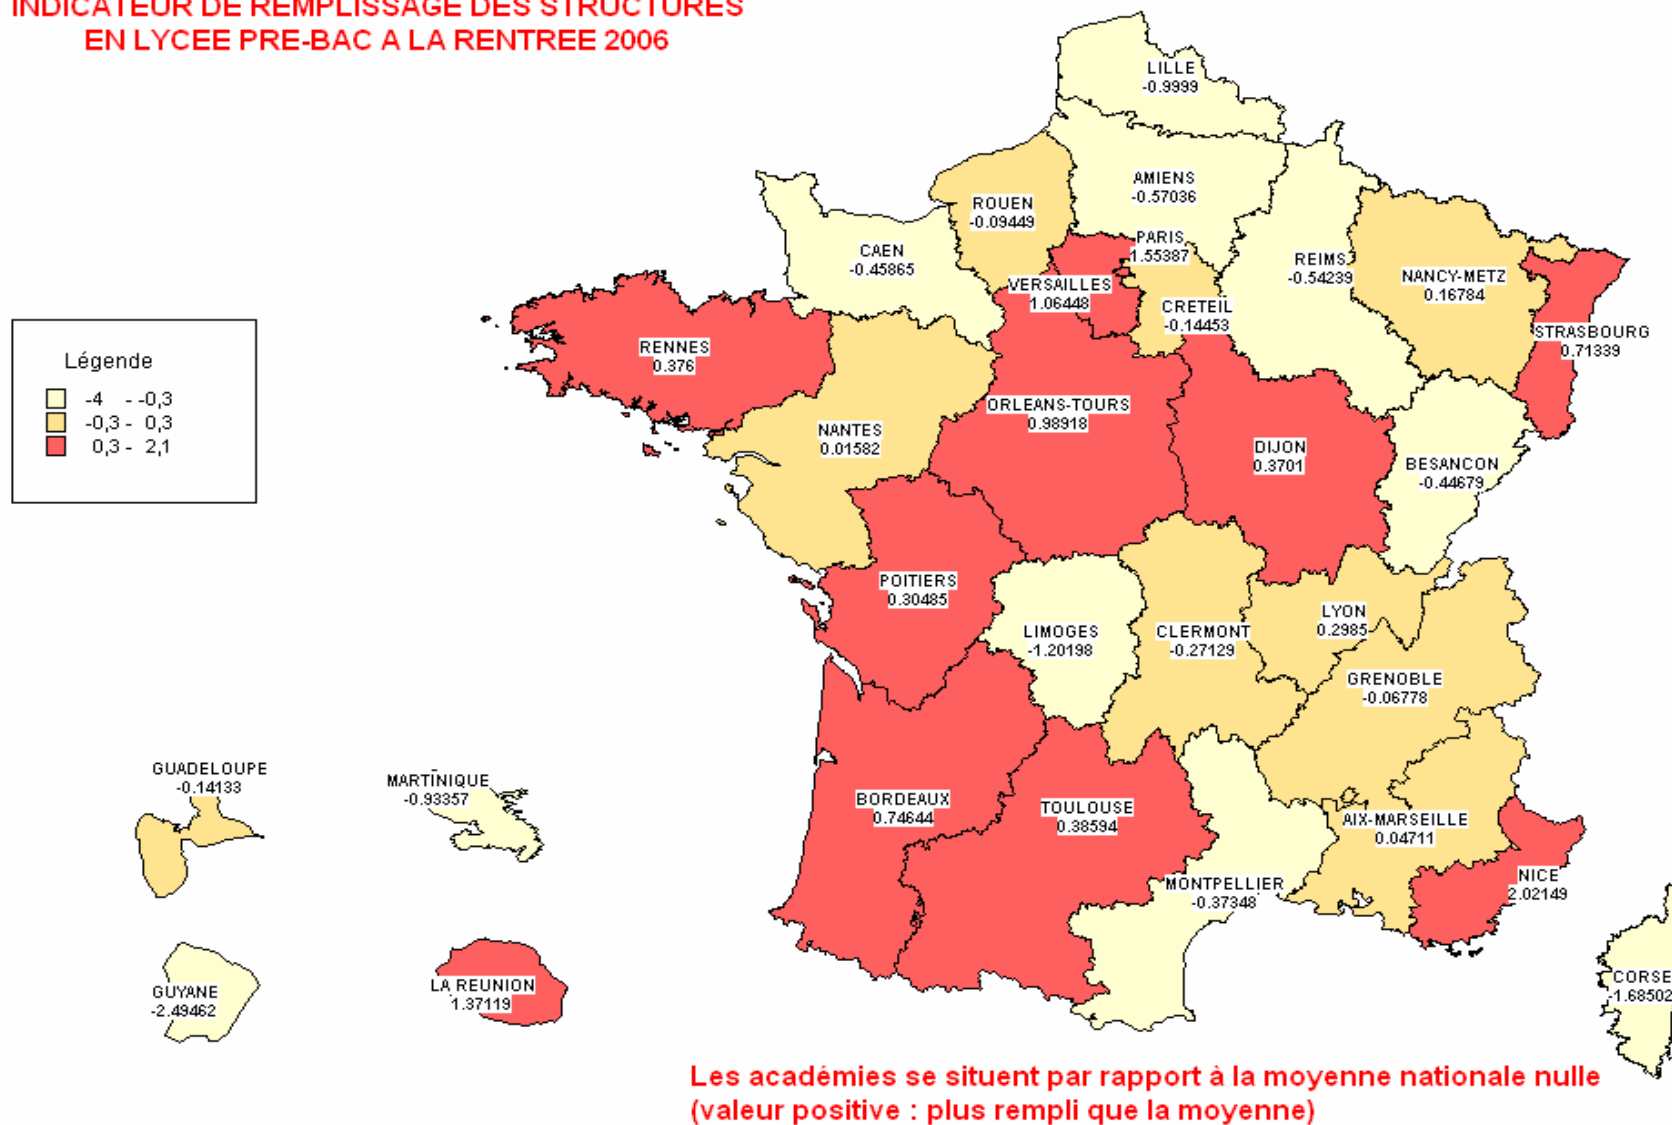 INDICATEUR DE REMPLISSAGE DES STRUCTURES
EN LYCEE PRE-BAC A LA RENTREE 2006
LILLE
-0.9999
AMIENS
-0.57036
ROUEN
-0.09449
CAEN
-0.45865
PARIS
1.55387
REIMS
-0.54239
NANCY-METZ
0.16784
VERSAILLES
1.06448
CRETEIL
-0.14453
STRASBOURG
0.71339
RENNES
0.376
Légende
-4 - -0,3
-0,3 - 0,3
0,3 - 2,1
ORLEANS-TOURS
0.98918
NANTES
0.01582
DIJON
0.3701
BESANCON
-0.44679
POITIERS
0.30485
LIMOGES
-1.20198
CLERMONT
-0.27129
LYON
0.2985
GRENOBLE
-0.06778
GUADELOUPE
-0.14133
MARTINIQUE
-0.93357
BORDEAUX
0.74644
TOULOUSE
0.38594
AIX-MARSEILLE
0.04711
MONTPELLIER
-0.37348
NICE
2.02149
GUYANE
-2.49462
LA REUNION
1.37119
CORSE
-1.68502
Les académies se situent par rapport à la moyenne nationale nulle
(valeur positive : plus rempli que la moyenne)